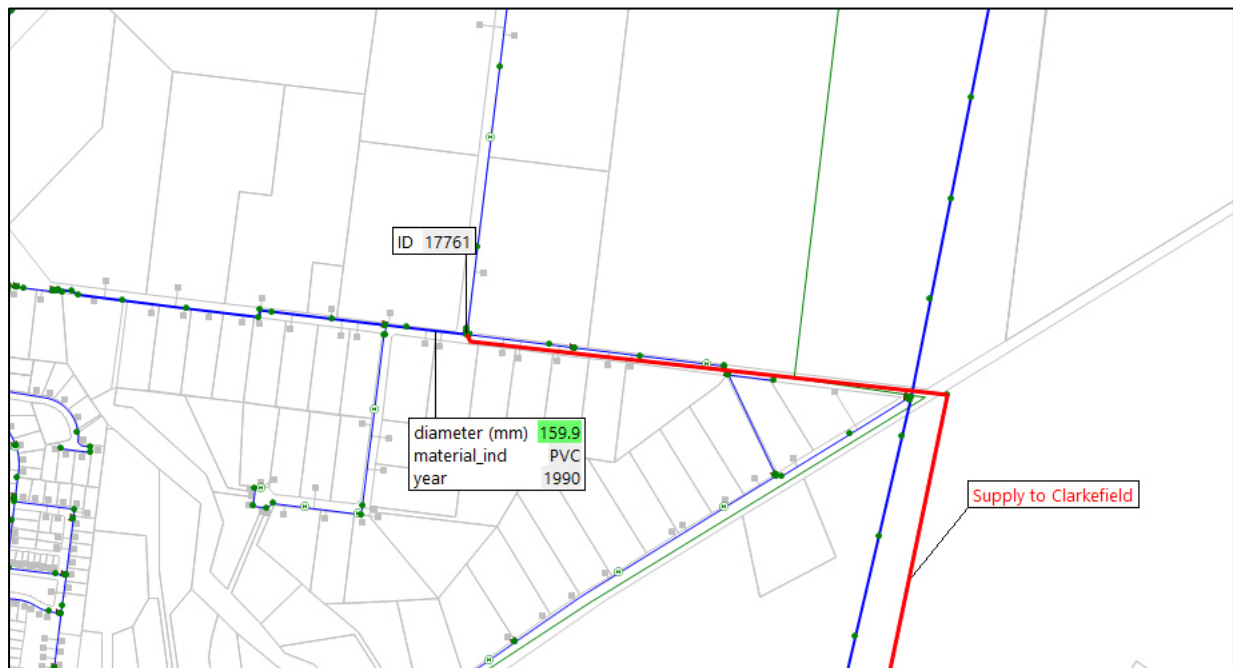 ID 17761
diameter (mm) 159.9
material_ind PVC
year 1990
Supply to Clarkefield
H
H
H
H
H
H
H
H
H